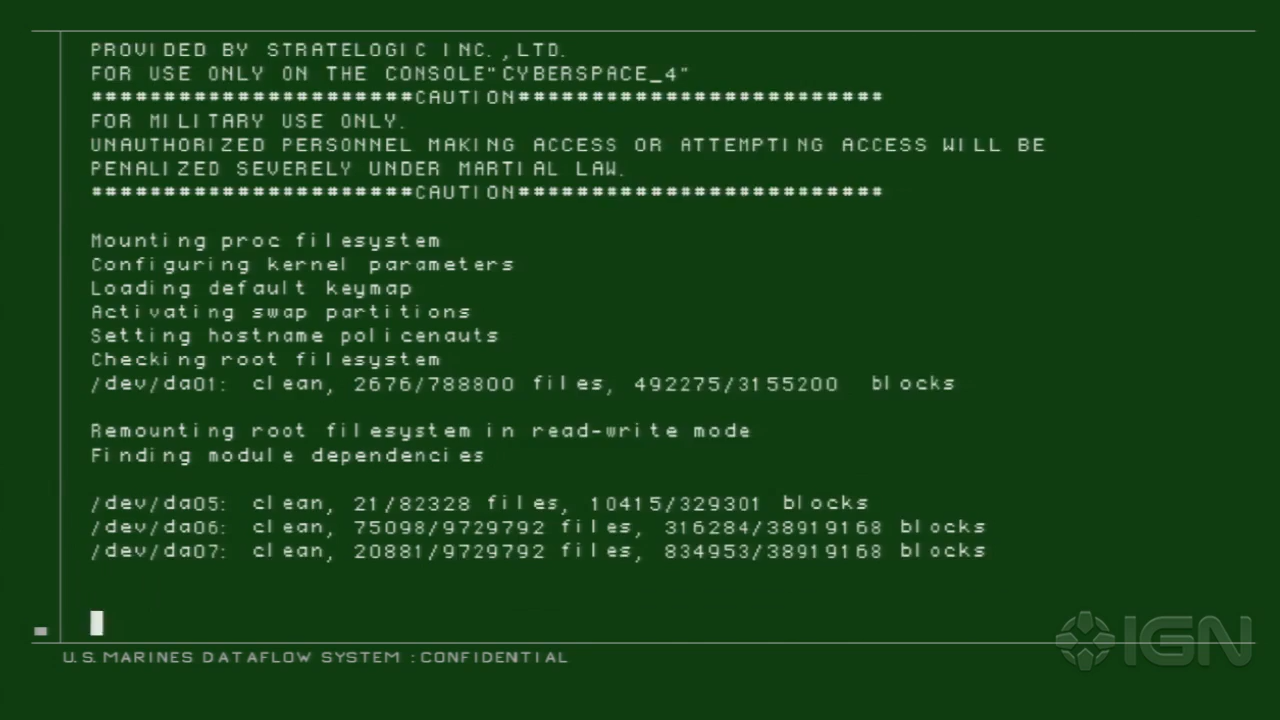 PROVIDED BY STRATELOGIC INC.,LTD.
FOR USE ONLY ON THE CONSOLE"CYBERSPACE_4"
######################CAUTION#########################
FOR MILITARY USE ONLY.
UNAUTHORIZED PERSONNEL MAKING ACCESS OR ATTEMPTING ACCESS WILL BE
PENALIZED SEVERELY UNDER MARTIAL LAW.
######################CAUTION#########################
Mounting proc filesystem
Configuring kernel parameters
Loading default keymap
Activating swap partitions
Setting hostname policenauts
Checking root filesystem
/dev/da01: clean, 2676/788800 files, 492275/3155200 blocks
Remounting root filesystem in read-write mode
Finding module dependencies
/dev/da05: clean, 21/82328 files, 10415/329301 blocks
/dev/da06: clean, 75098/9729792 files, 316284/38919168 blocks
/dev/da07: clean, 20881/9729792 files, 834953/38919168 blocks
U.S.MARINES DATAFLOW SYSTEM :CONFIDENTIAL
IGN